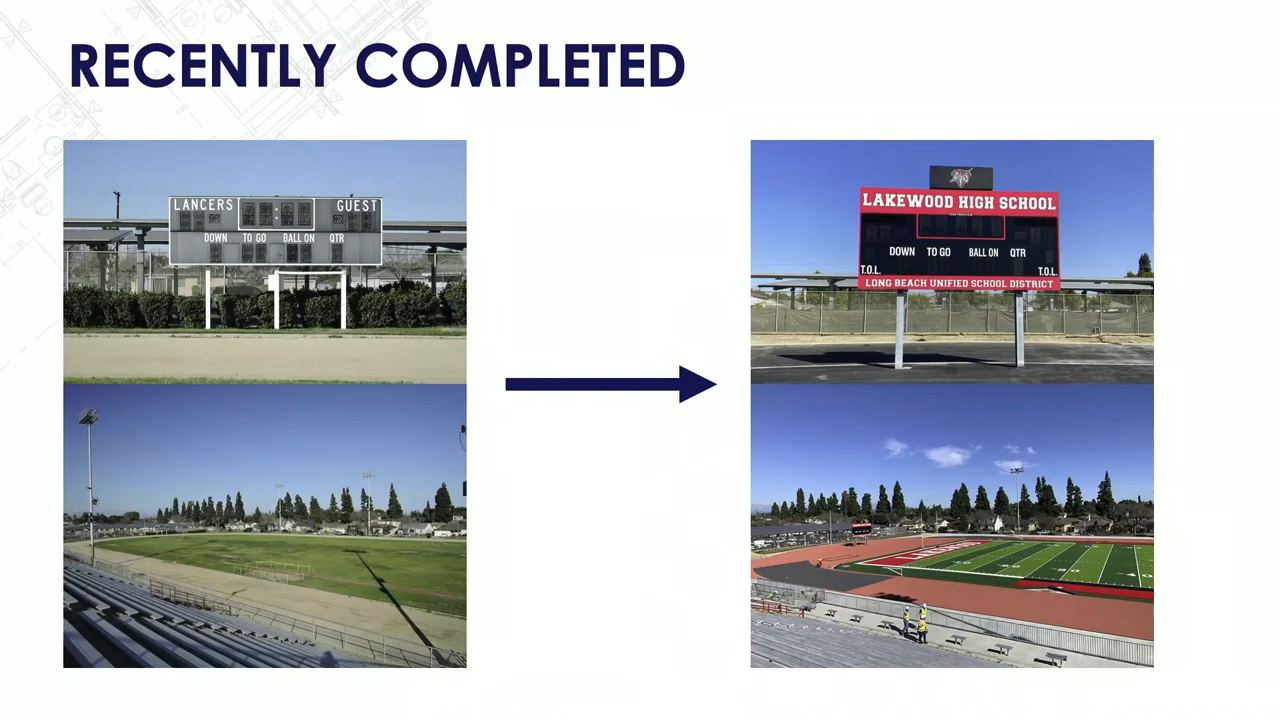 RECENTLY COMPLETED
LANCERS GUEST
DOWN TO GO BALL ON QTR
LAKEWOOD HIGH SCHOOL
DOWN TO GO BALL ON QTR
T.O.L. T.O.L.
LONG BEACH UNIFIED SCHOOL DISTRICT
LANCERS